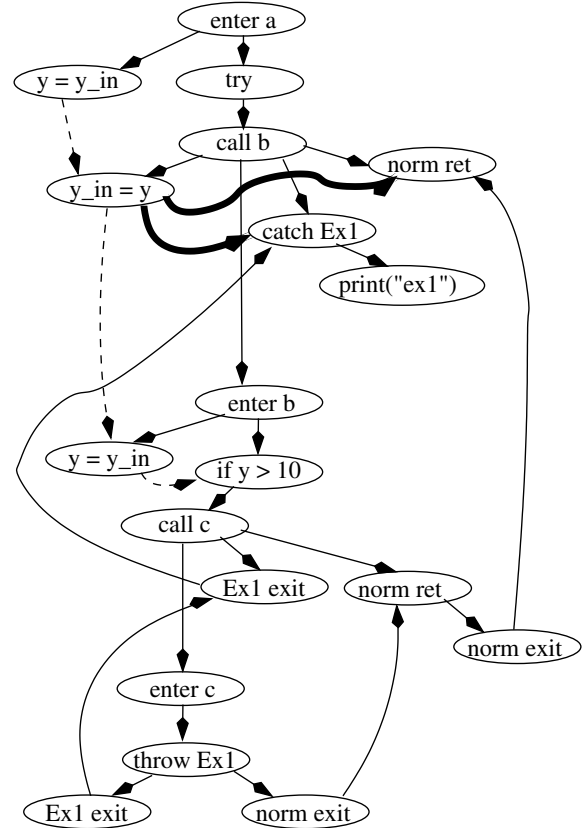 enter a
y = y_in
try
call b
norm ret
y_in = y
catch Ex1
print("ex1")
enter b
y = y_in
if y > 10
call c
Ex1 exit
norm ret
norm exit
enter c
throw Ex1
Ex1 exit
norm exit